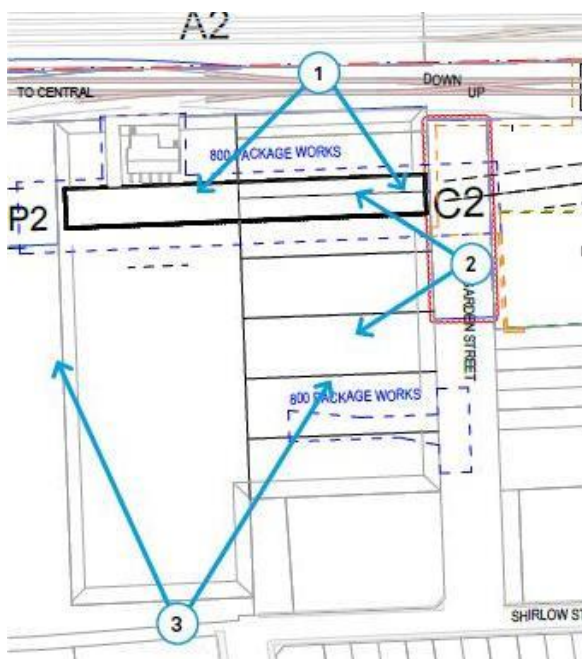 A2
1
DOWN
TO CENTRAL
UP
800 PACKAGE WORKS
P2
C2
2
GARDEN STREET
800 PACKAGE WORKS
3
SHIRLOW ST